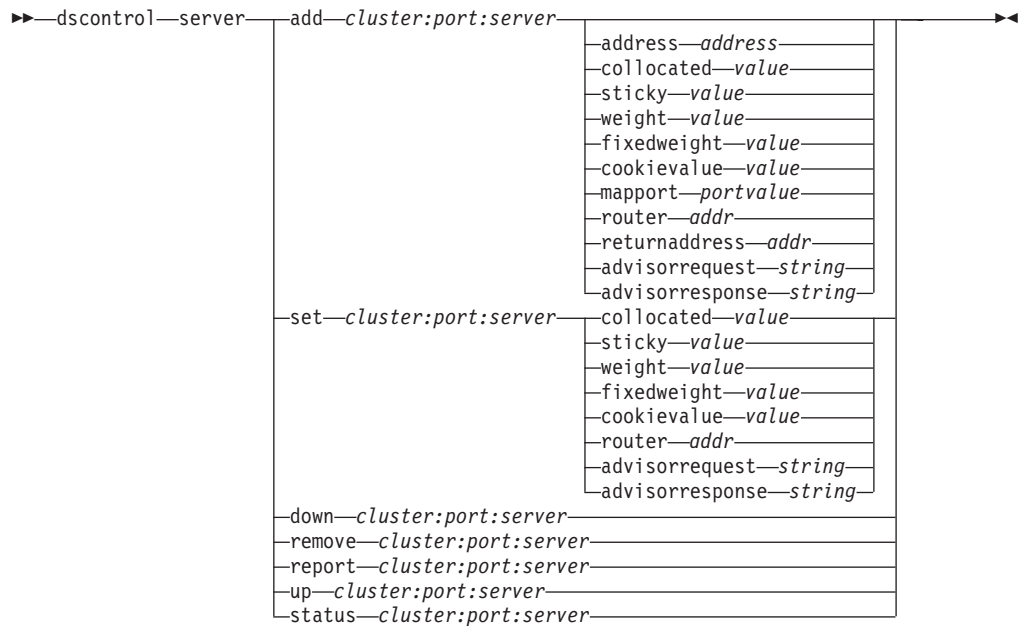 dscontrol server add cluster:port:server
address address
collocated value
sticky value
weight value
fixedweight value
cookievalue value
mapport portvalue
router addr
returnaddress addr
advisorrequest string
advisorresponse string
set cluster:port:server collocated value
sticky value
weight value
fixedweight value
cookievalue value
router addr
advisorrequest string
advisorresponse string
down cluster:port:server
remove cluster:port:server
report cluster:port:server
up cluster:port:server
status cluster:port:server